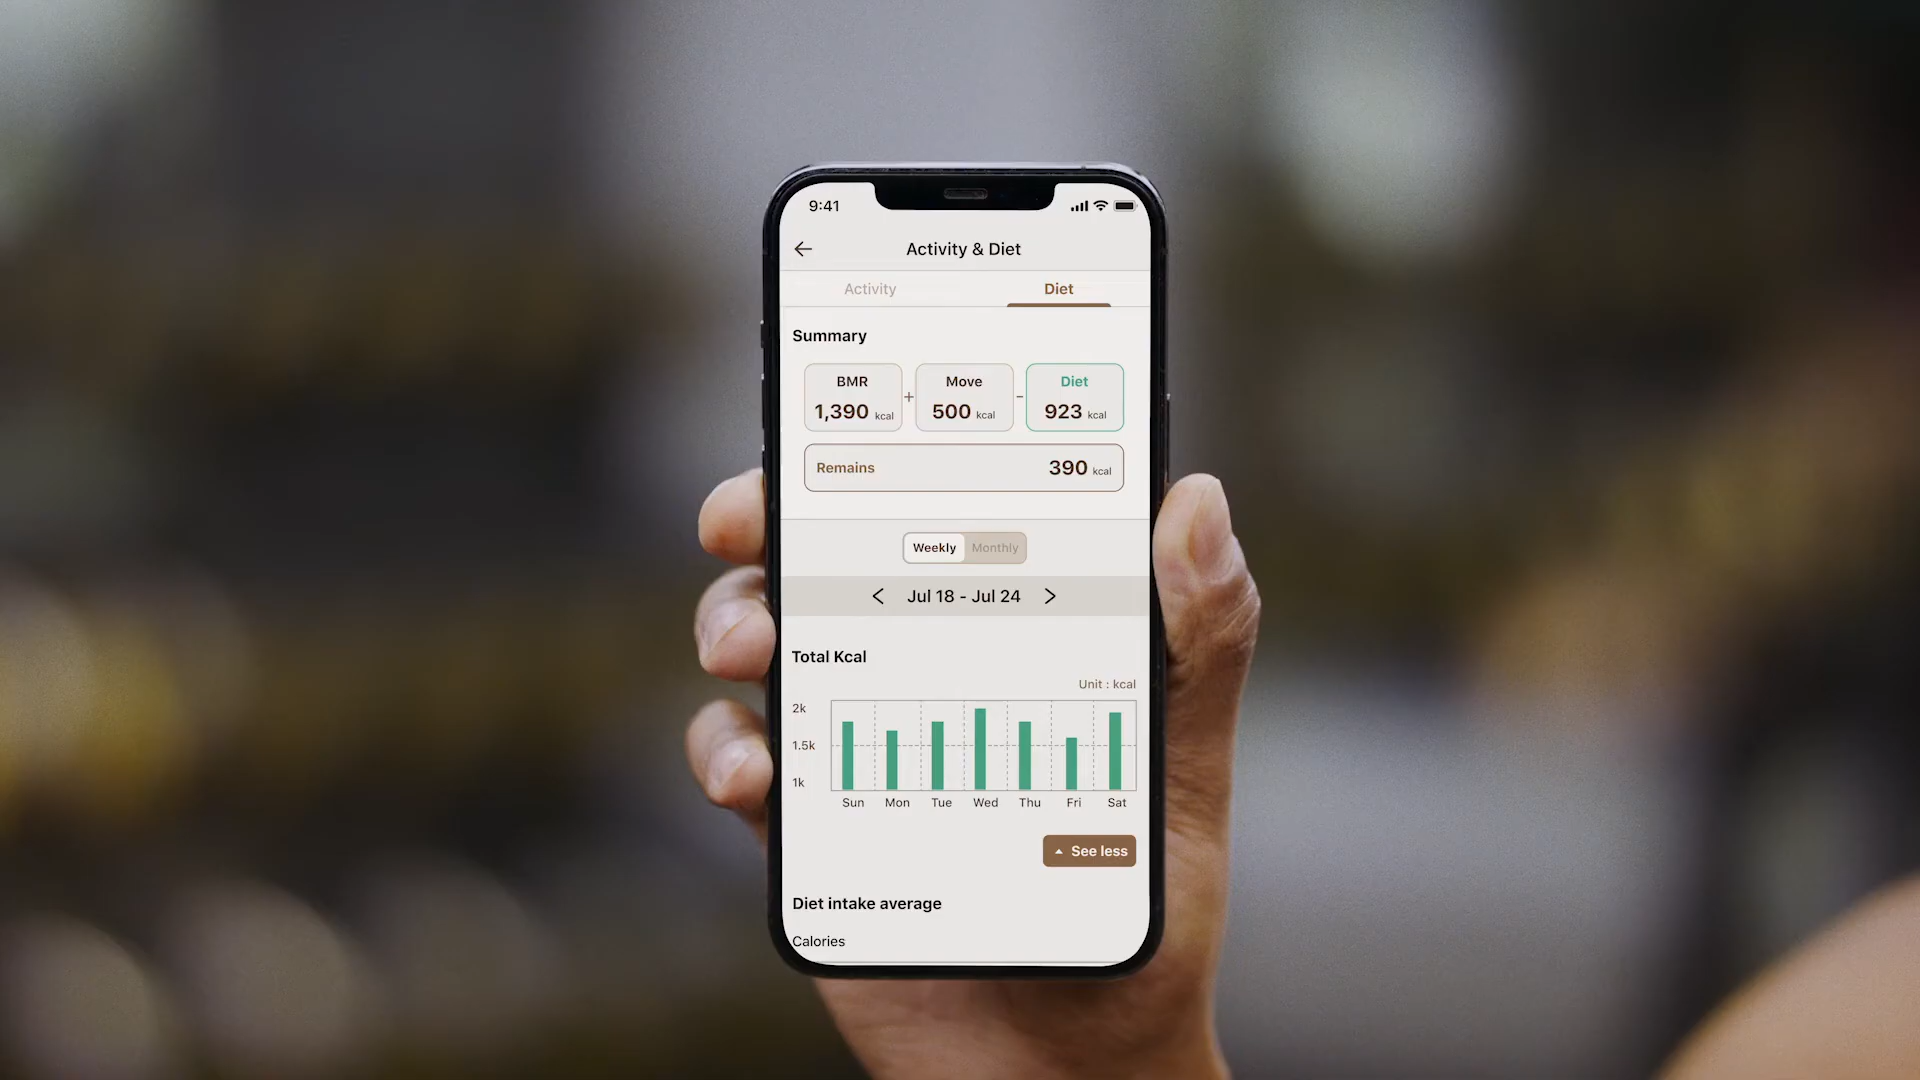 9:41
Activity & Diet
Activity Diet
Summary
BMR Move Diet
1,390 kcal + 500 kcal - 923 kcal
Remains 390 kcal
Weekly Monthly
Jul 18 - Jul 24
Total Kcal
Unit : kcal
2k
1.5k
1k
Sun Mon Tue Wed Thu Fri Sat
See less
Diet intake average
Calories